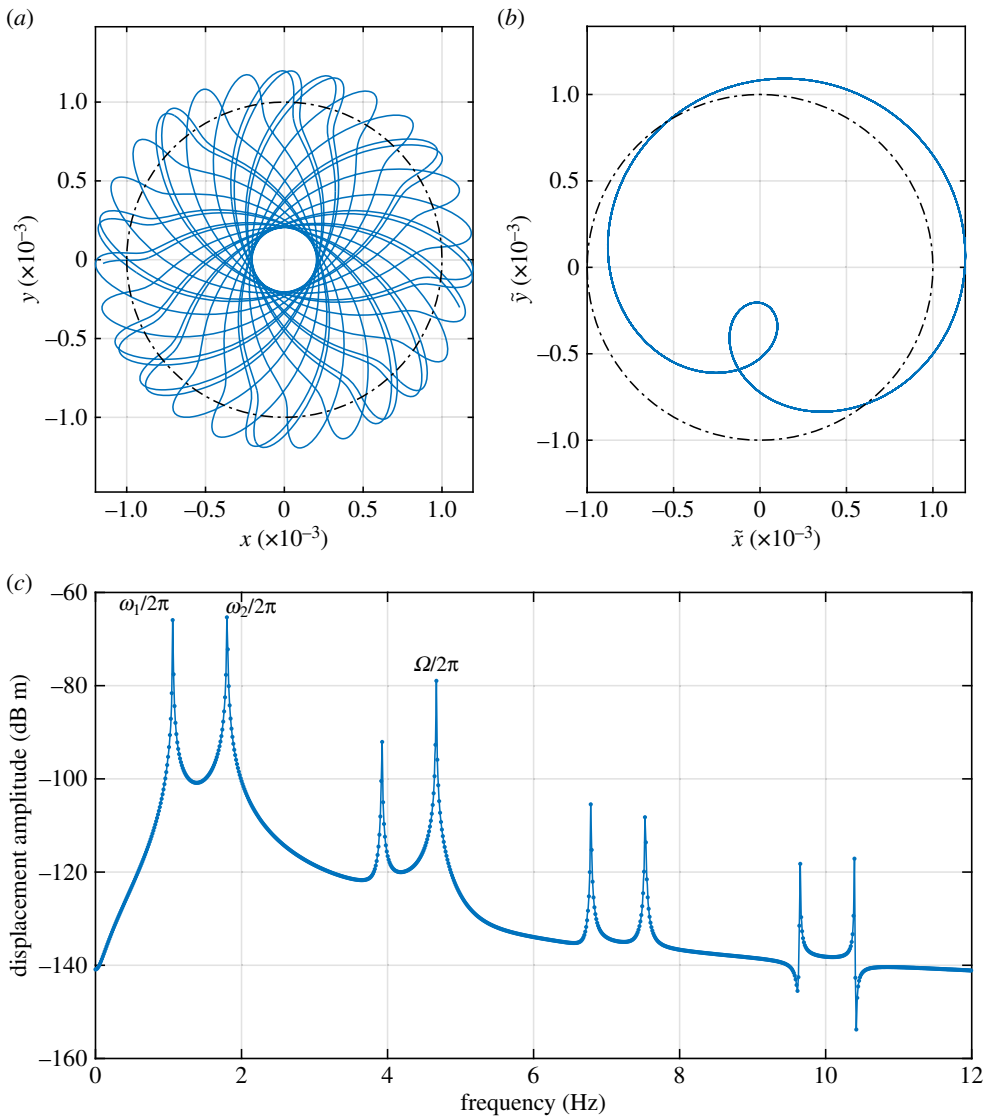 (a)
1.0
0.5
0
–0.5
–1.0
y (×10⁻³)
–1.0 –0.5 0 0.5 1.0
x (×10⁻³)
(b)
1.0
0.5
0
–0.5
–1.0
ỹ (×10⁻³)
–1.0 –0.5 0 0.5 1.0
x̃ (×10⁻³)
(c)
–60
–80
–100
–120
–140
–160
displacement amplitude (dB m)
ω₁/2π
ω₂/2π
Ω/2π
0 2 4 6 8 10 12
frequency (Hz)